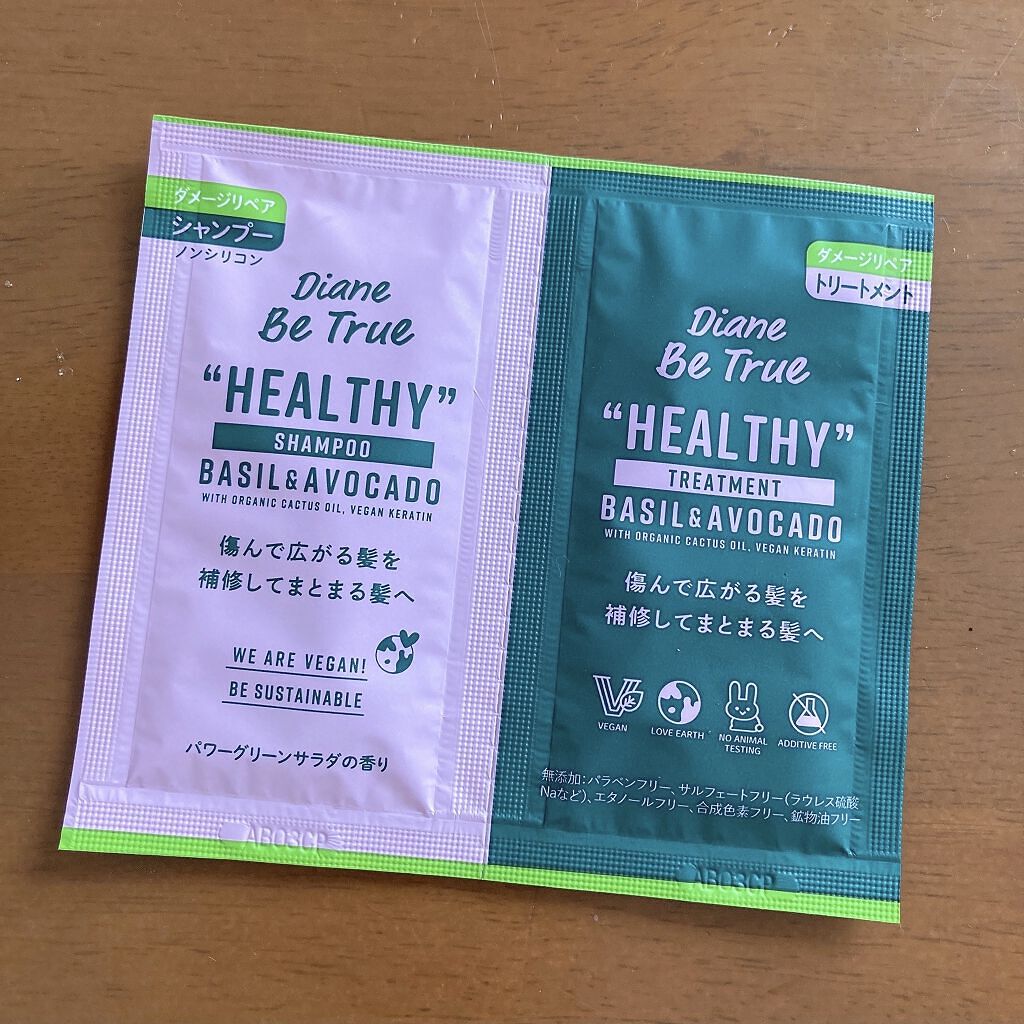 ダメージリペア
シャンプー
ノンシリコン
Diane
Be True
“HEALTHY”
SHAMPOO
BASIL&AVOCADO
WITH ORGANIC CACTUS OIL, VEGAN KERATIN
傷んで広がる髪を
補修してまとまる髪へ
WE ARE VEGAN!
BE SUSTAINABLE
パワーグリーンサラダの香り
ABO3CP
ダメージリペア
トリートメント
Diane
Be True
“HEALTHY”
TREATMENT
BASIL&AVOCADO
WITH ORGANIC CACTUS OIL, VEGAN KERATIN
傷んで広がる髪を
補修してまとまる髪へ
VEGAN
LOVE EARTH
NO ANIMAL
TESTING
ADDITIVE FREE
無添加：パラベンフリー、サルフェートフリー（ラウレス硫酸
Naなど）、エタノールフリー、合成色素フリー、鉱物油フリー
ABO3CP